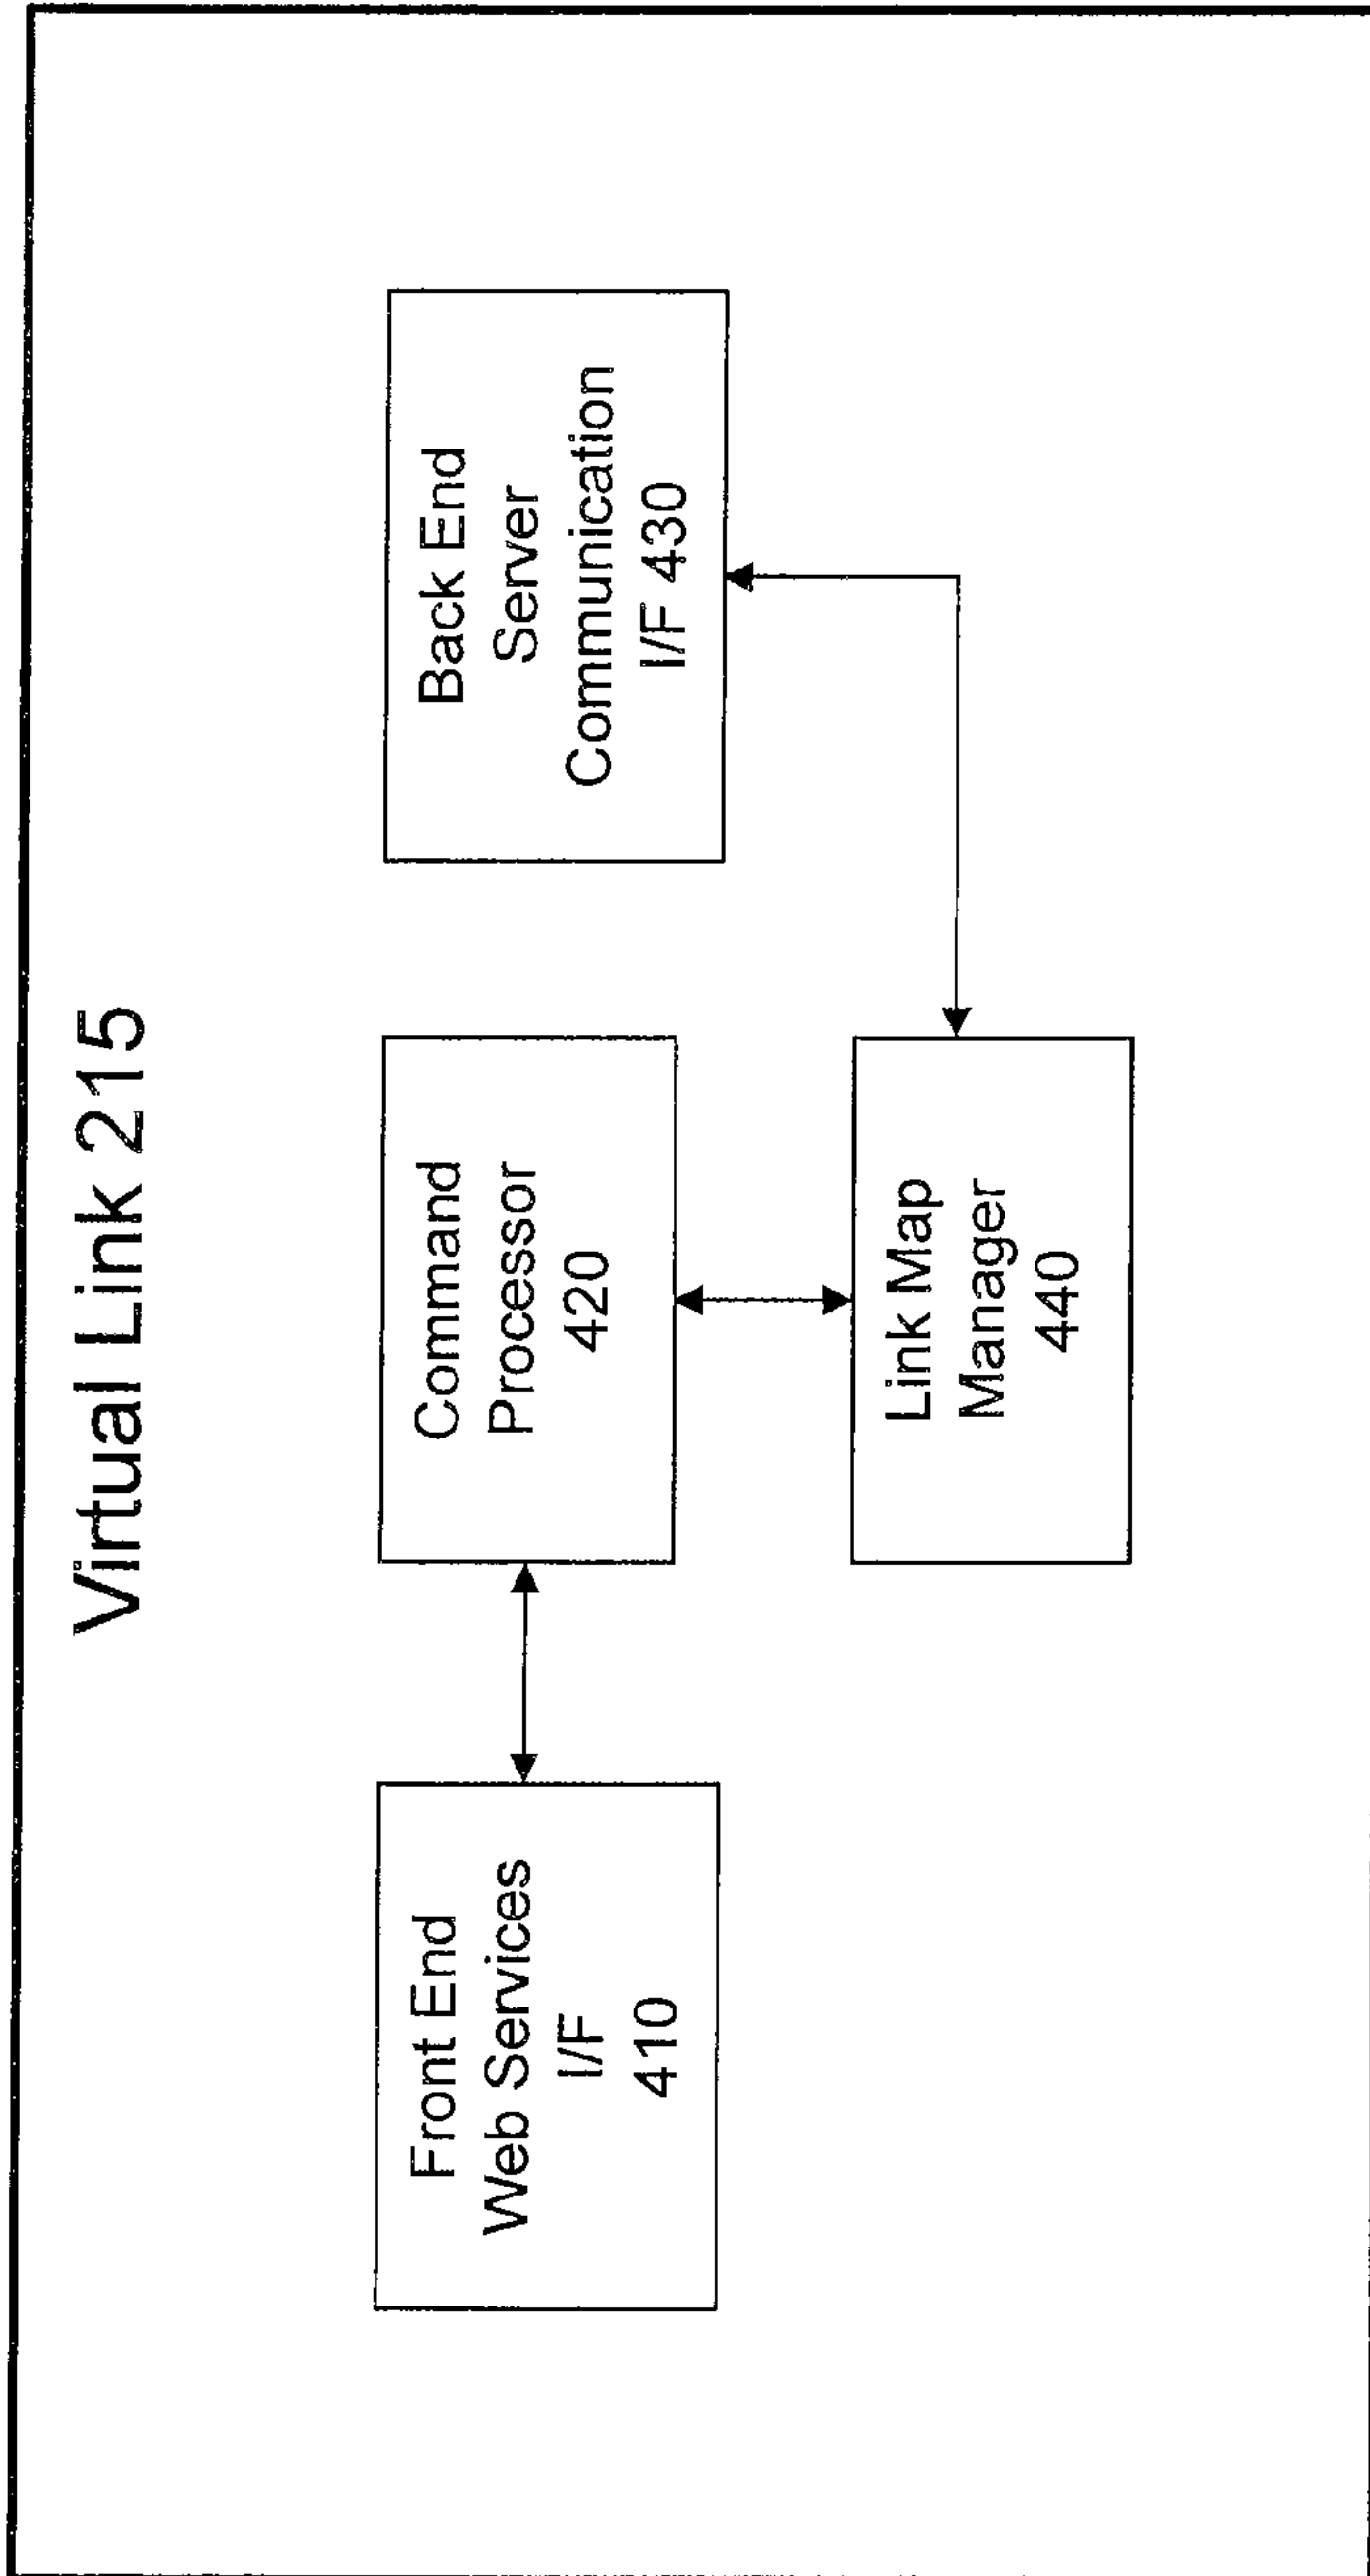 Virtual Link 215
Front End
Web Services
I/F
410
Command
Processor
420
Back End
Server
Communication
I/F 430
Link Map
Manager
440